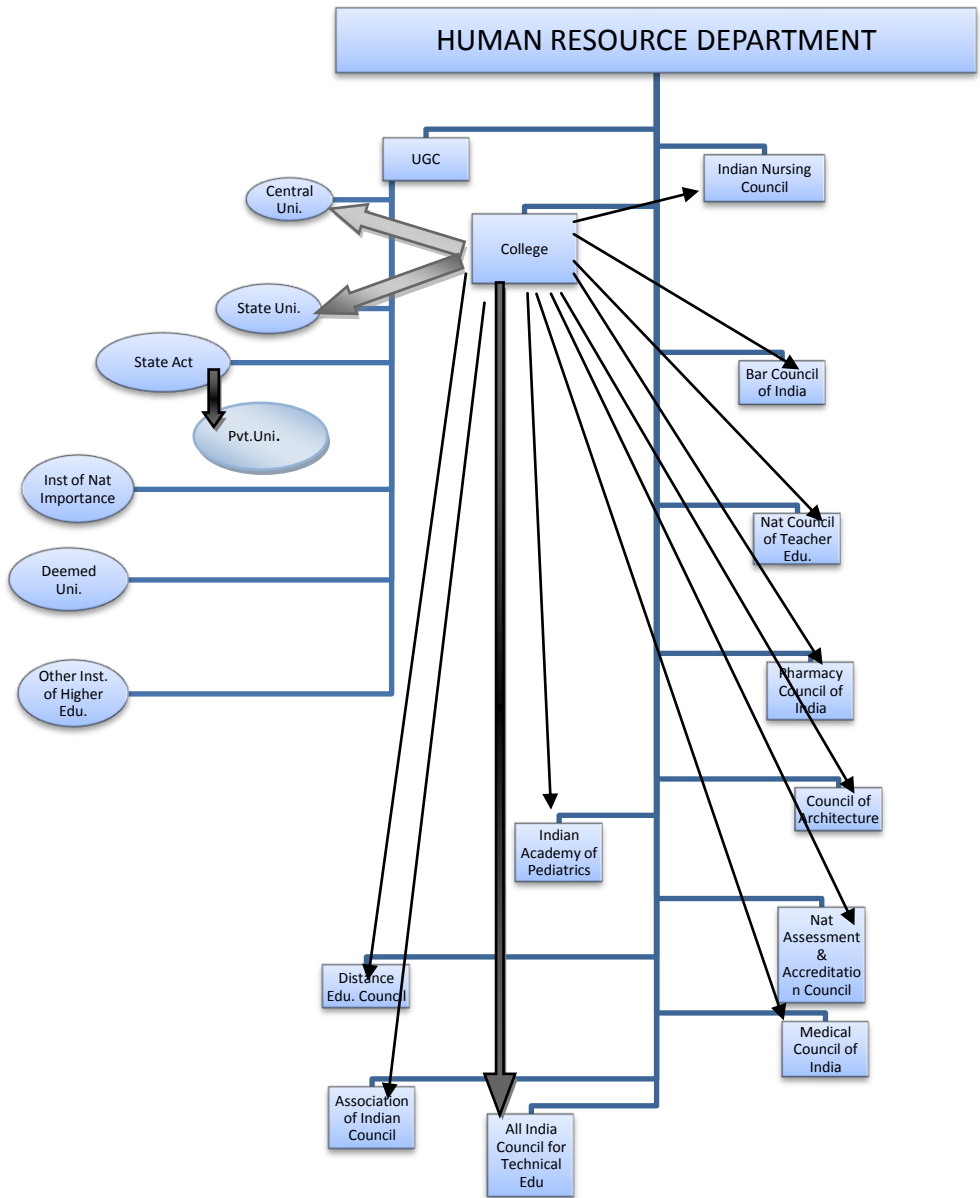 HUMAN RESOURCE DEPARTMENT
UGC
Indian Nursing
Council
Central
Uni.
College
State Uni.
State Act
Bar Council
of India
Pvt.Uni.
Inst of Nat
Importance
Nat Council
of Teacher
Edu.
Deemed
Uni.
Other Inst.
of Higher
Edu.
Pharmacy
Council of
India
Council of
Architecture
Indian
Academy of
Pediatrics
Nat
Assessment
&
Accreditatio
n Council
Distance
Edu. Council
Medical
Council of
India
Association
of Indian
Council
All India
Council for
Technical
Edu